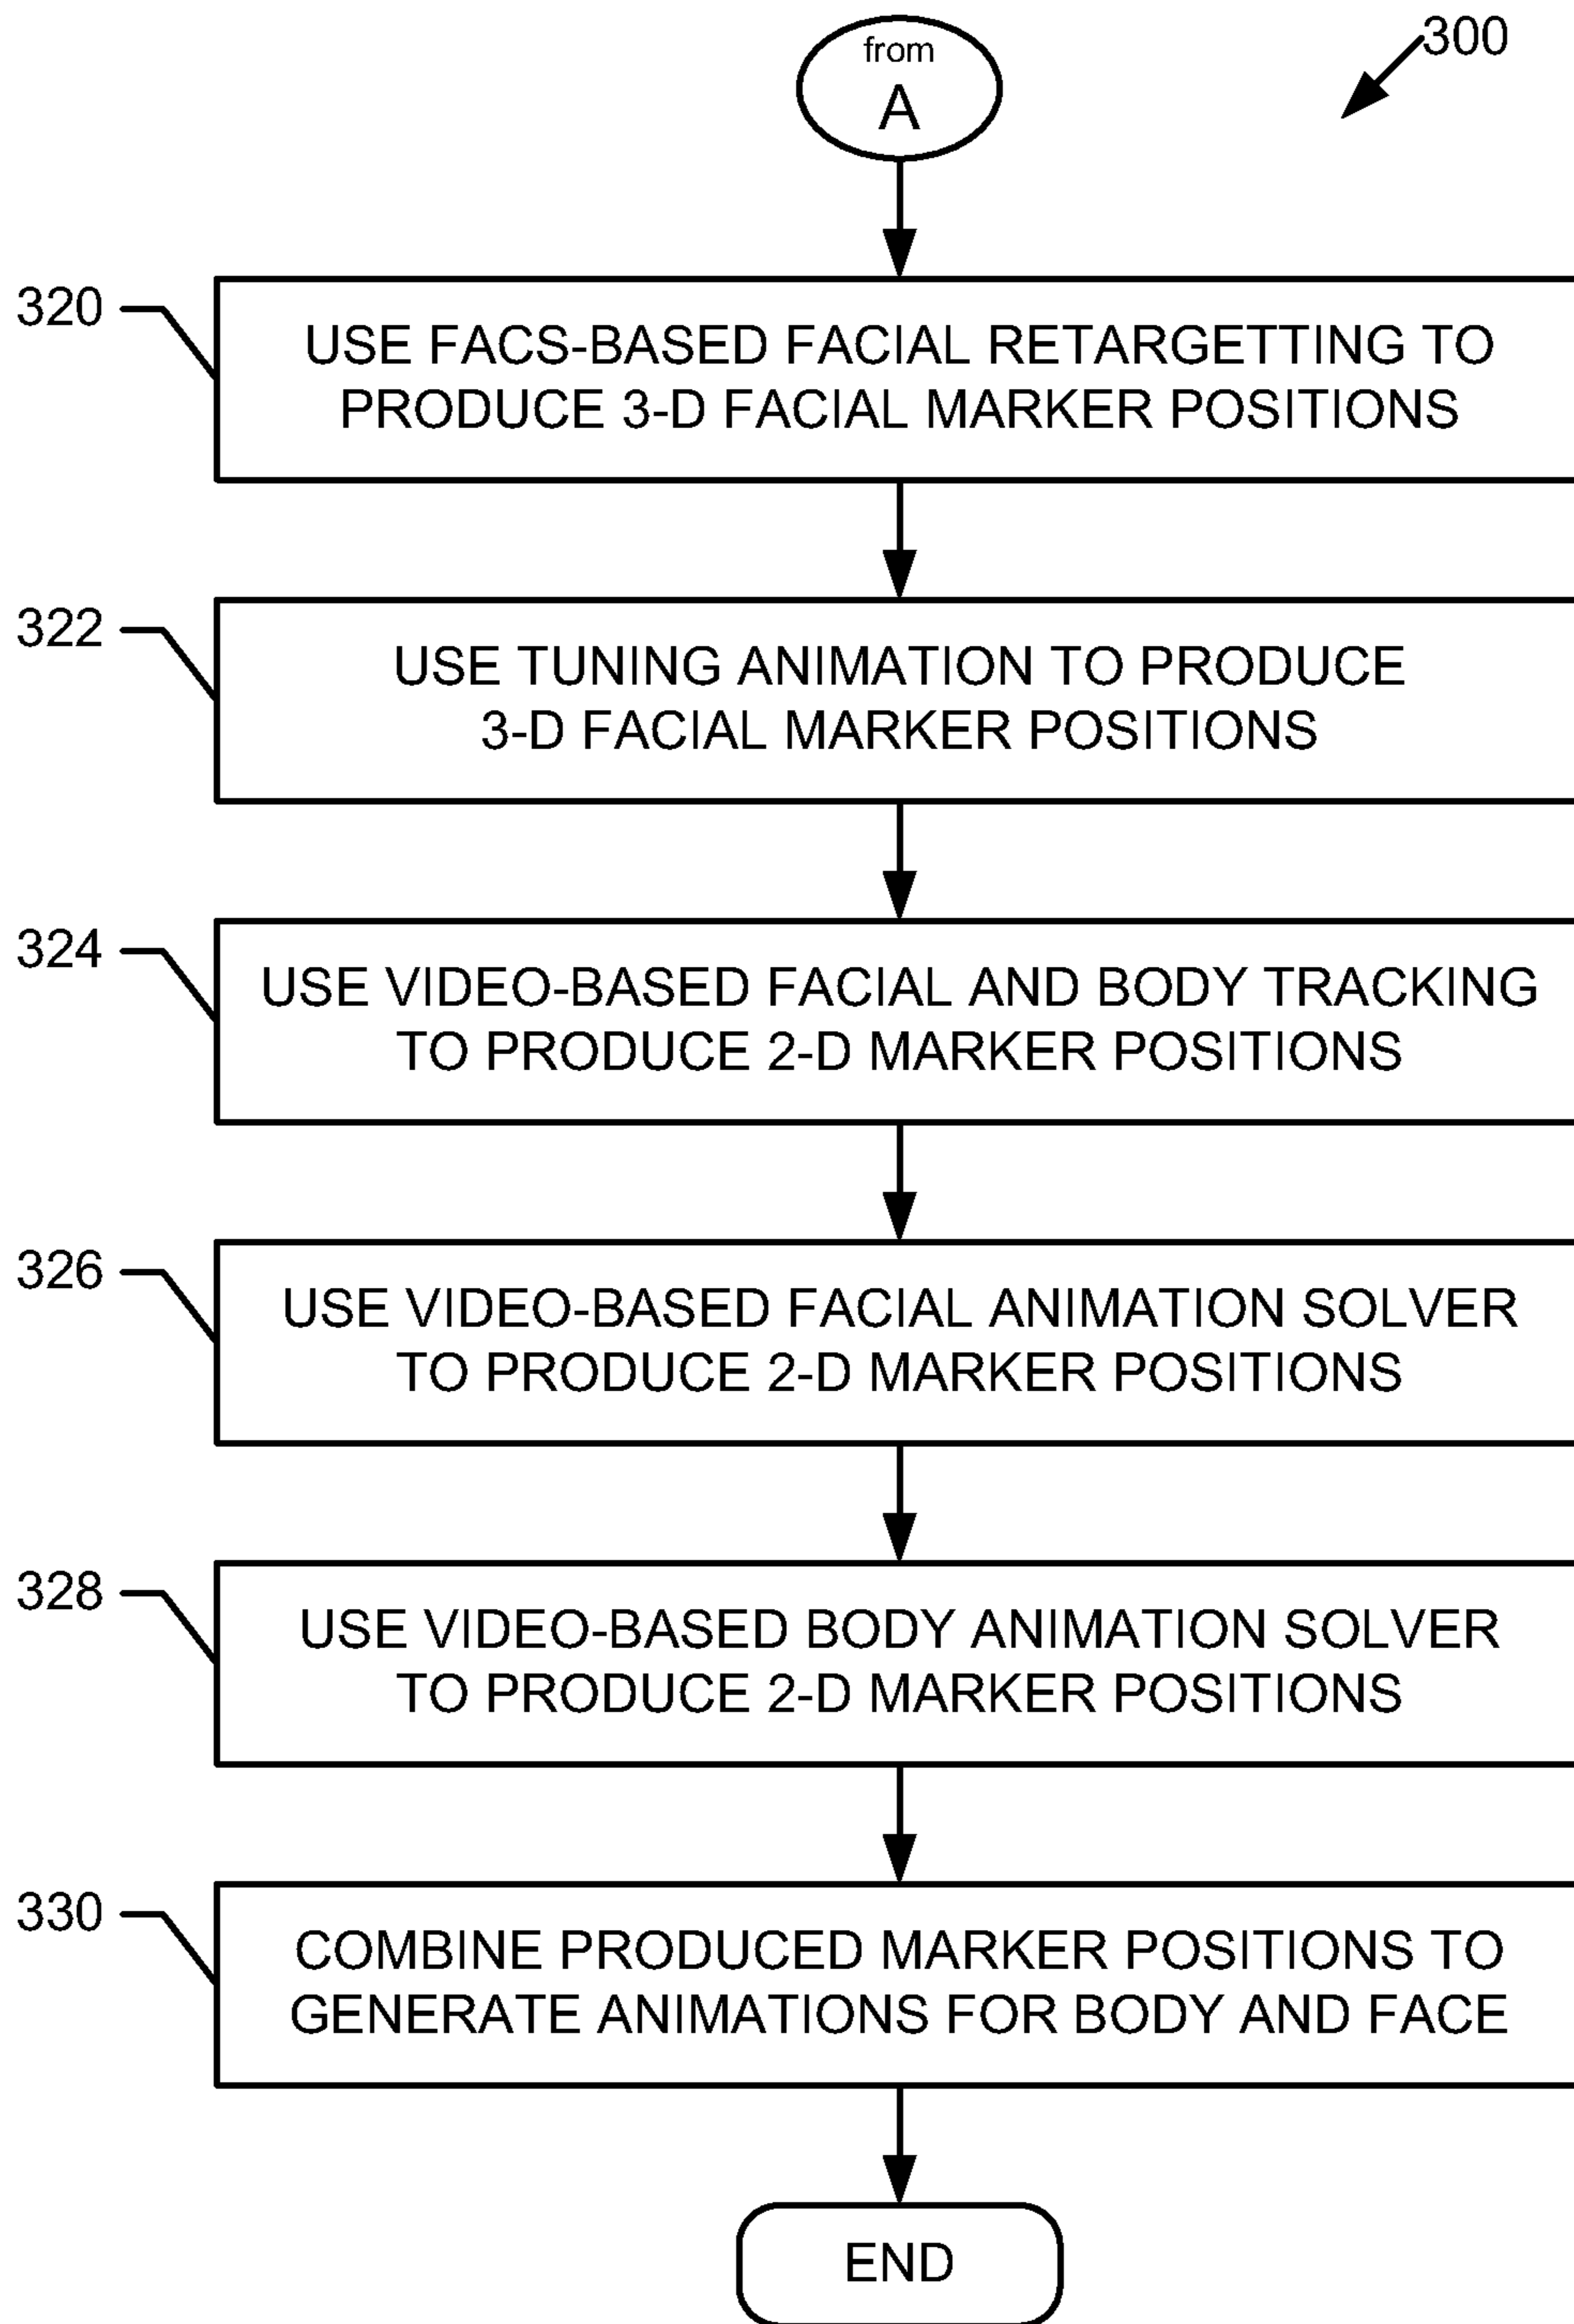 from
A
300
320
USE FACS-BASED FACIAL RETARGETTING TO
PRODUCE 3-D FACIAL MARKER POSITIONS
322
USE TUNING ANIMATION TO PRODUCE
3-D FACIAL MARKER POSITIONS
324
USE VIDEO-BASED FACIAL AND BODY TRACKING
TO PRODUCE 2-D MARKER POSITIONS
326
USE VIDEO-BASED FACIAL ANIMATION SOLVER
TO PRODUCE 2-D MARKER POSITIONS
328
USE VIDEO-BASED BODY ANIMATION SOLVER
TO PRODUCE 2-D MARKER POSITIONS
330
COMBINE PRODUCED MARKER POSITIONS TO
GENERATE ANIMATIONS FOR BODY AND FACE
END